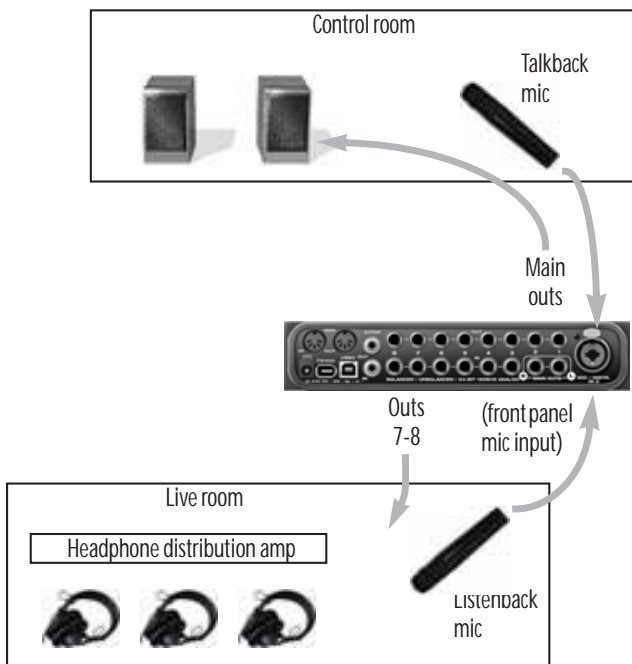 Control room
Talkback
mic
Main
outs
Outs
7-8
(front panel
mic input)
Live room
Headphone distribution amp
Listenback
mic